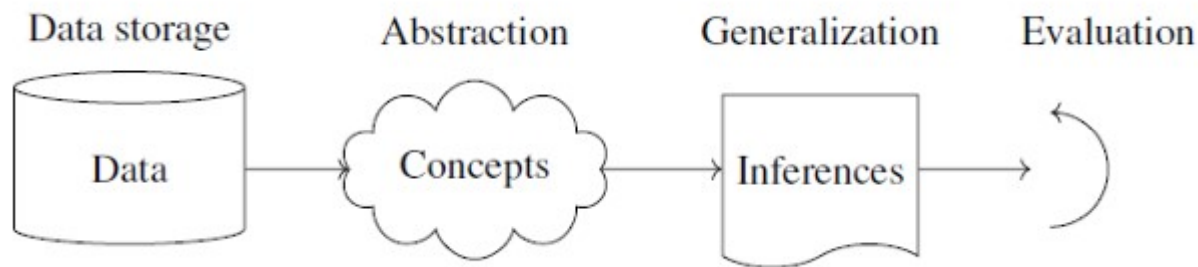 Data storage Abstraction Generalization Evaluation
Data Concepts Inferences